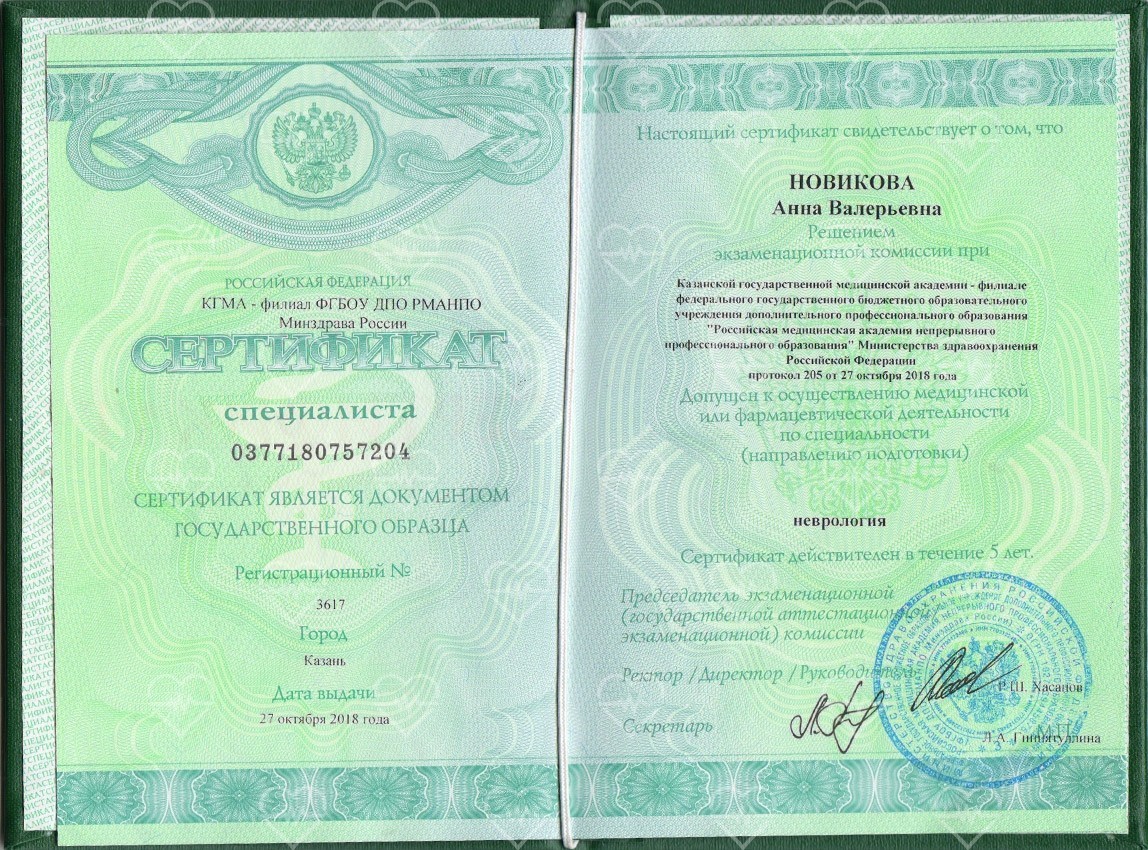 РОССИЙСКАЯ ФЕДЕРАЦИЯ
КГМА - филиал ФГБОУ ДПО РМАНПО
Минздрава России
СЕРТИФИКАТ
специалиста
0377180757204
СЕРТИФИКАТ ЯВЛЯЕТСЯ ДОКУМЕНТОМ
ГОСУДАРСТВЕННОГО ОБРАЗЦА
Регистрационный №
3617
Город
Казань
Дата выдачи
27 октября 2018 года
Настоящий сертификат свидетельствует о том, что
НОВИКОВА
Анна Валерьевна
Решением
экзаменационной комиссии при
Казанской государственной медицинской академии - филиале
федерального государственного бюджетного образовательного
учреждения дополнительного профессионального образования
"Российская медицинская академия непрерывного
профессионального образования" Министерства здравоохранения
Российской Федерации
протокол 205 от 27 октября 2018 года
Допущен к осуществлению медицинской
или фармацевтической деятельности
по специальности
(направлению подготовки)
неврология
Сертификат действителен в течение 5 лет.
Председатель экзаменационной
(государственной аттестационной
экзаменационной) комиссии
Ректор /Директор /Руководитель
Р.Ш. Хасанов
Секретарь
М.П.
Л.А. Гиниятуллина